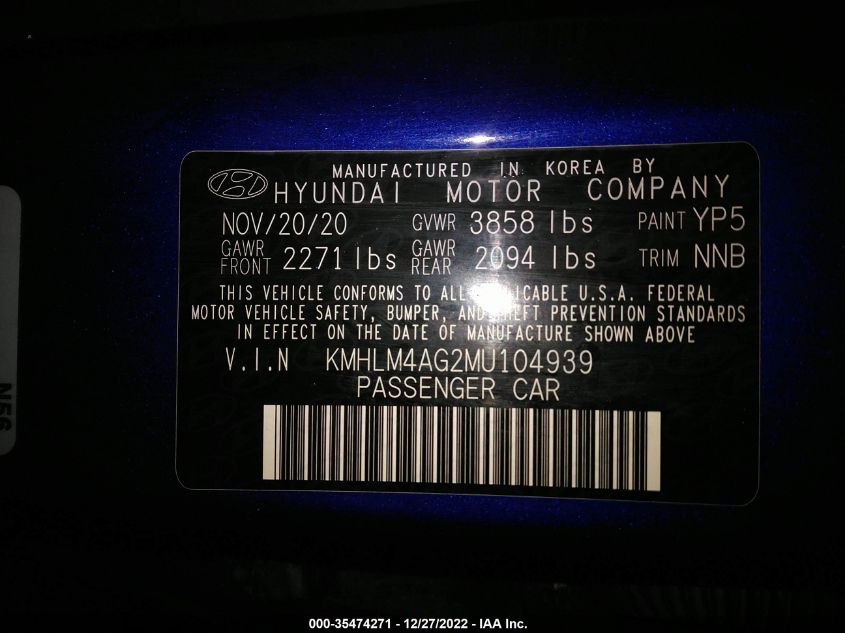 MANUFACTURED IN KOREA BY
HYUNDAI MOTOR COMPANY
NOV/20/20 GVWR 3858 lbs PAINT YP5
GAWR FRONT 2271 lbs GAWR REAR 2094 lbs TRIM NNB
THIS VEHICLE CONFORMS TO ALL APPLICABLE U.S.A. FEDERAL
MOTOR VEHICLE SAFETY, BUMPER, AND THEFT PREVENTION STANDARDS
IN EFFECT ON THE DATE OF MANUFACTURE SHOWN ABOVE
V.I.N KMHLM4AG2MU104939
PASSENGER CAR
N56
000-35474271 - 12/27/2022 - IAA Inc.